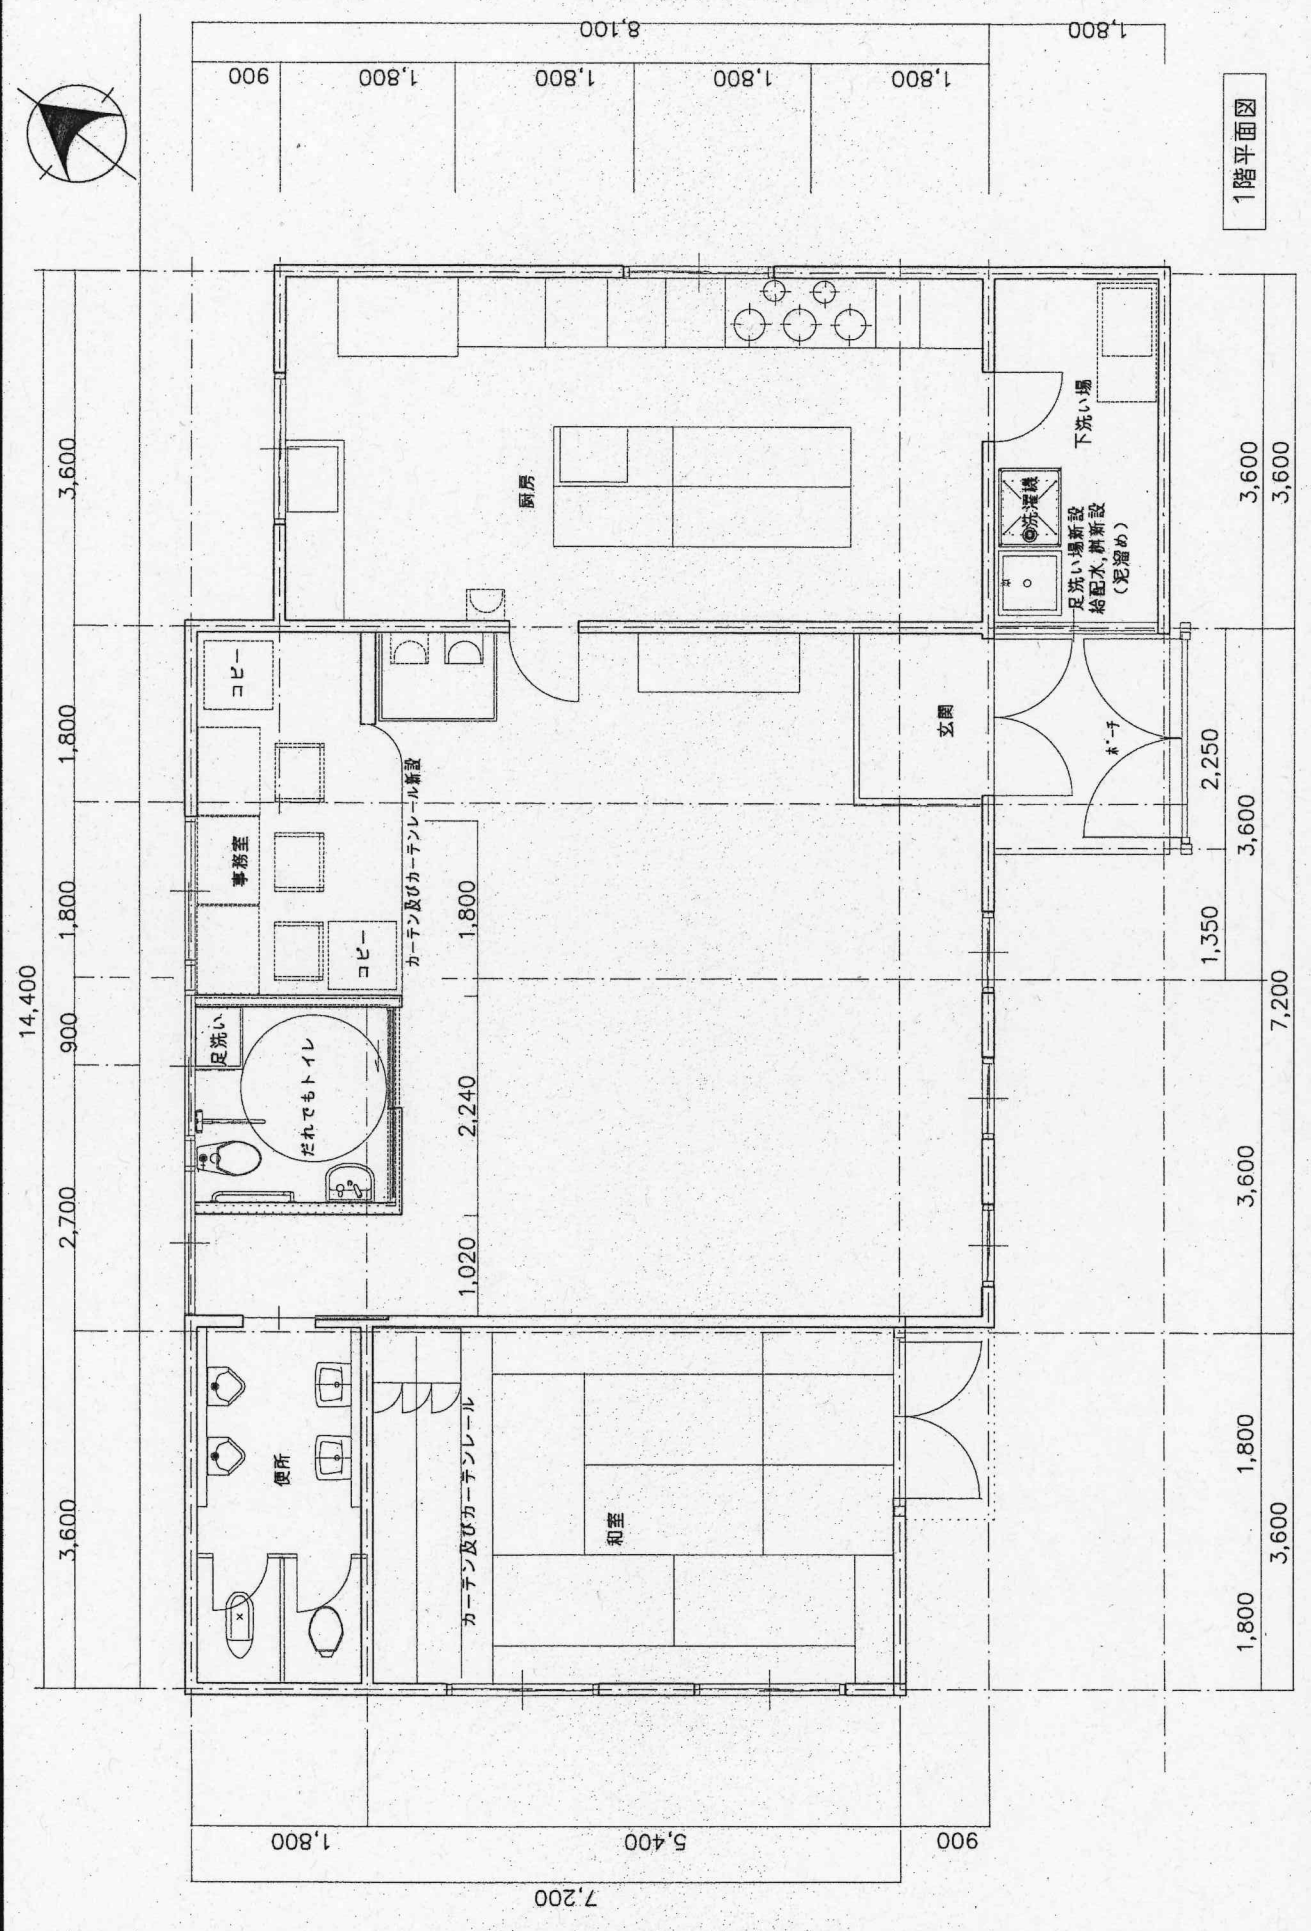 1階平面図
14,400
3,600
2,700
900
1,800
1,800
3,600
8,100
1,800
900
1,800
1,800
1,800
1,800
7,200
1,800
5,400
900
便所
だれでもトイレ
足洗い
事務室
コピー
コピー
カーテン及びカーテンレール新設
1,020
2,240
1,800
カーテン及びカーテンレール
和室
厨房
玄関
ポーチ
下洗い場
洗濯機
足洗い場新設
給配水,桝新設
(泥溜め)
1,350
2,250
1,800
1,800
3,600
3,600
3,600
3,600
7,200
3,600